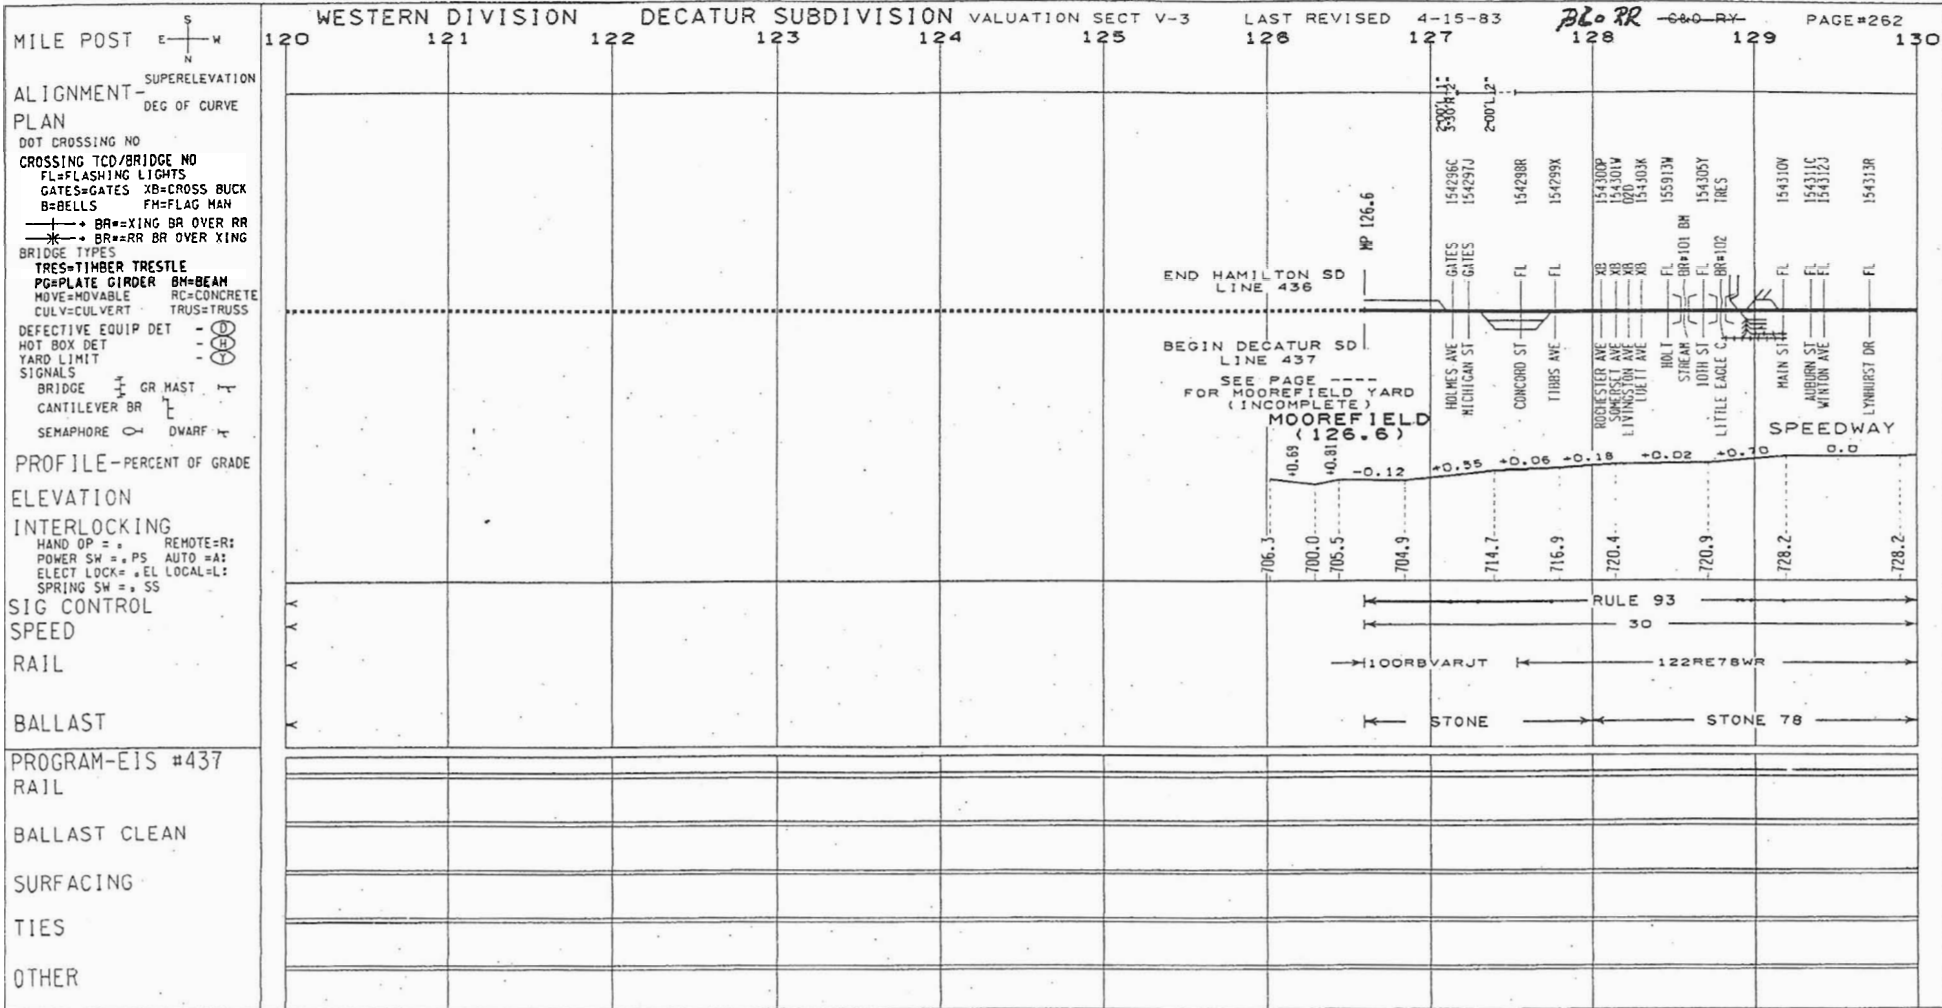 WESTERN DIVISION DECATUR SUBDIVISION VALUATION SECT V-3 LAST REVISED 4-15-83 B&O RR C&O RY PAGE#262
MILE POST S E W N 120 121 122 123 124 125 126 127 128 129 130
ALIGNMENT- SUPERELEVATION
DEG OF CURVE
2-00'L 1"
3-30'R 2"
2-00'L 2"
PLAN
DOT CROSSING NO
CROSSING TCD/BRIDGE NO
FL=FLASHING LIGHTS
GATES=GATES XB=CROSS BUCK
B=BELLS FM=FLAG MAN
BR#=XING BR OVER RR
BR#=RR BR OVER XING
BRIDGE TYPES
TRES=TIMBER TRESTLE
PG=PLATE GIRDER BM=BEAM
MOVE=MOVABLE RC=CONCRETE
CULV=CULVERT TRUS=TRUSS
DEFECTIVE EQUIP DET - D
HOT BOX DET - H
YARD LIMIT - Y
SIGNALS
BRIDGE GR MAST
CANTILEVER BR
SEMAPHORE DWARF
MP 126.6
154296C
154297J
154298R
154299X
154300P
154301W
02D
154303K
155913W
154305Y
TRES
154310V
154311C
154312J
154313R
GATES
GATES
FL
FL
XB
XB
XB
XB
FL
BR#101 BM
FL
BR#102
FL
FL
FL
FL
END HAMILTON SD
LINE 436
BEGIN DECATUR SD
LINE 437
SEE PAGE ----
FOR MOOREFIELD YARD
(INCOMPLETE)
MOOREFIELD
(126.6)
HOLMES AVE
MICHIGAN ST
CONCORD ST
TIBBS AVE
ROCHESTER AVE
SOMERSET AVE
LIVINGSTON AVE
LUETT AVE
HOLT
STREAM
10TH ST
LITTLE EAGLE C
MAIN ST
AUBURN ST
WINTON AVE
LYNHURST DR
SPEEDWAY
PROFILE-PERCENT OF GRADE
+0.69 +0.81 -0.12 +0.55 +0.06 +0.18 +0.02 +0.70 0.0
ELEVATION
706.3 700.0 705.5 704.9 714.7 716.9 720.4 720.9 728.2 728.2
INTERLOCKING
HAND OP = . REMOTE=R:
POWER SW =.PS AUTO =A:
ELECT LOCK= .EL LOCAL=L:
SPRING SW =. SS
SIG CONTROL RULE 93
SPEED 30
RAIL 100RBVARJT 122RE78WR
BALLAST STONE STONE 78
PROGRAM-EIS #437
RAIL
BALLAST CLEAN
SURFACING
TIES
OTHER